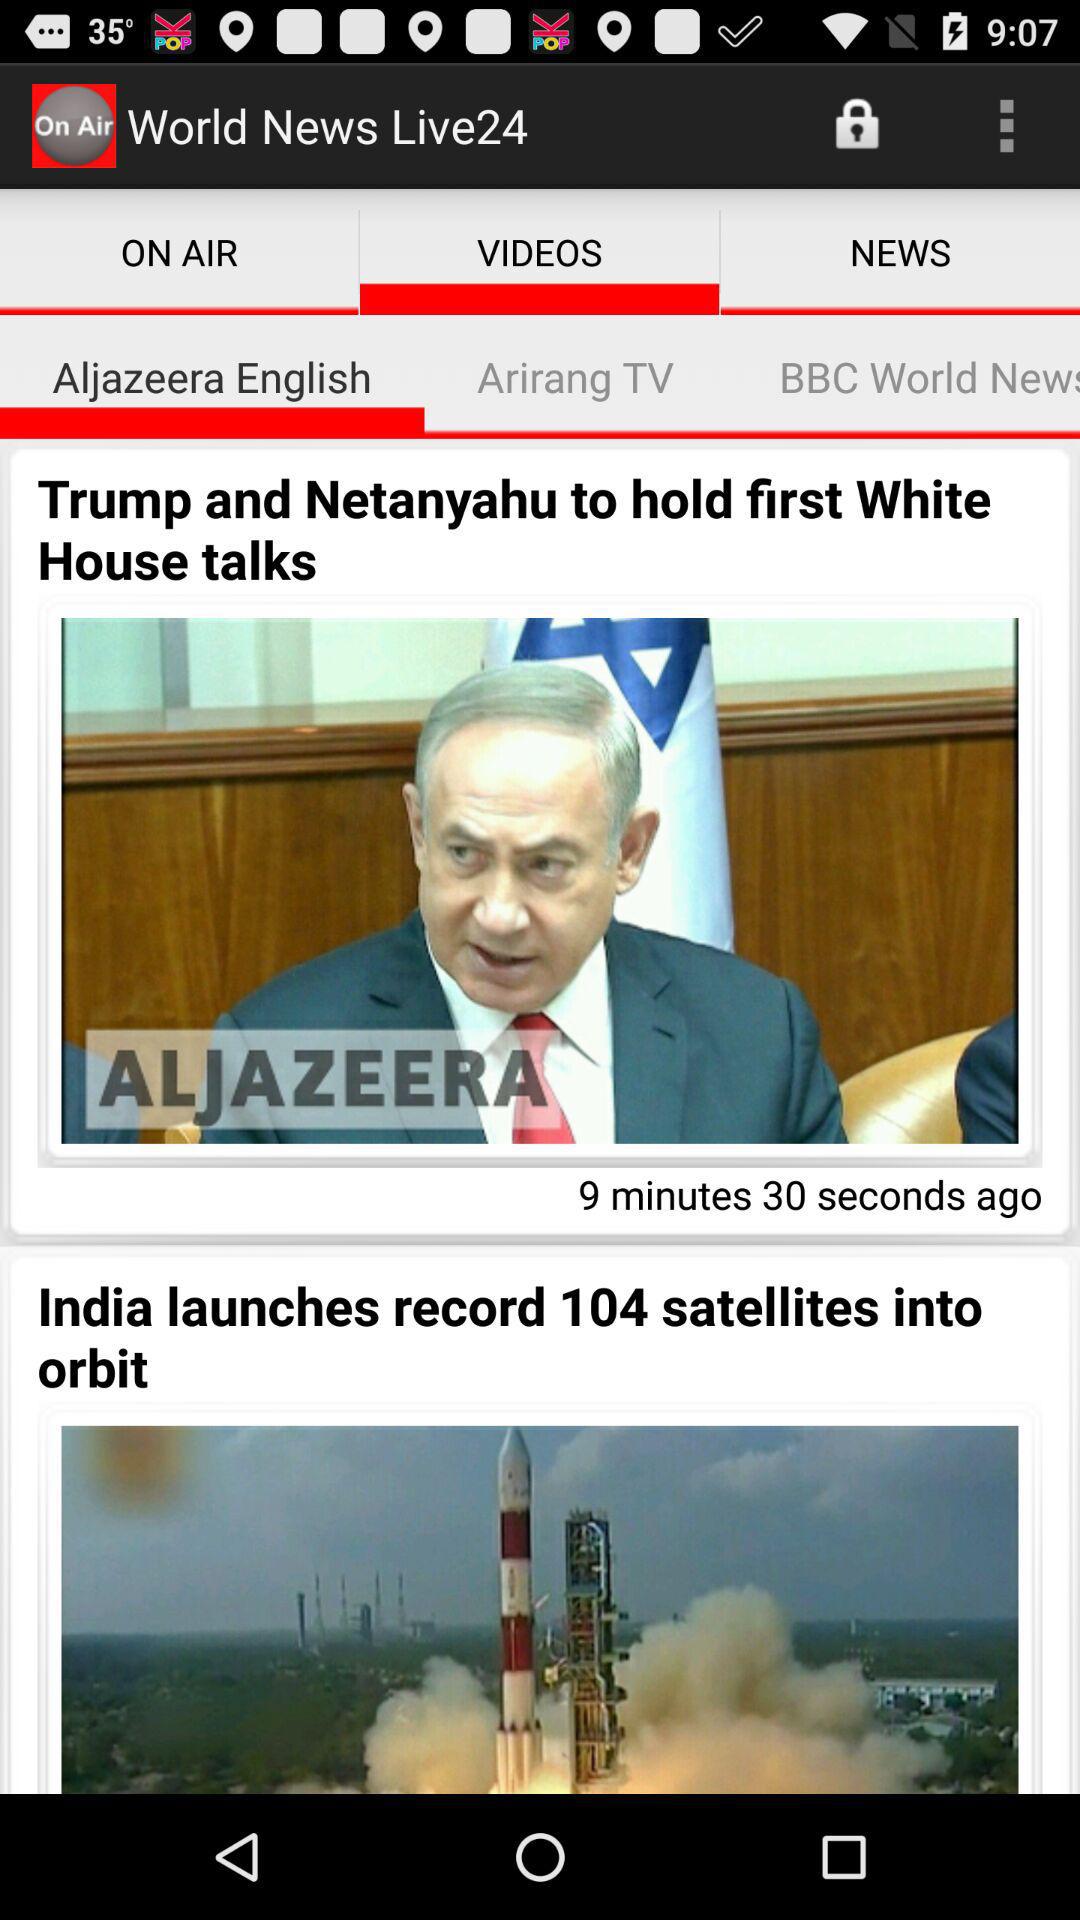 35° K POP K POP 9:07
On Air World News Live24
ON AIR VIDEOS NEWS
Aljazeera English Arirang TV BBC World News
Trump and Netanyahu to hold first White
House talks
ALJAZEERA
9 minutes 30 seconds ago
India launches record 104 satellites into
orbit